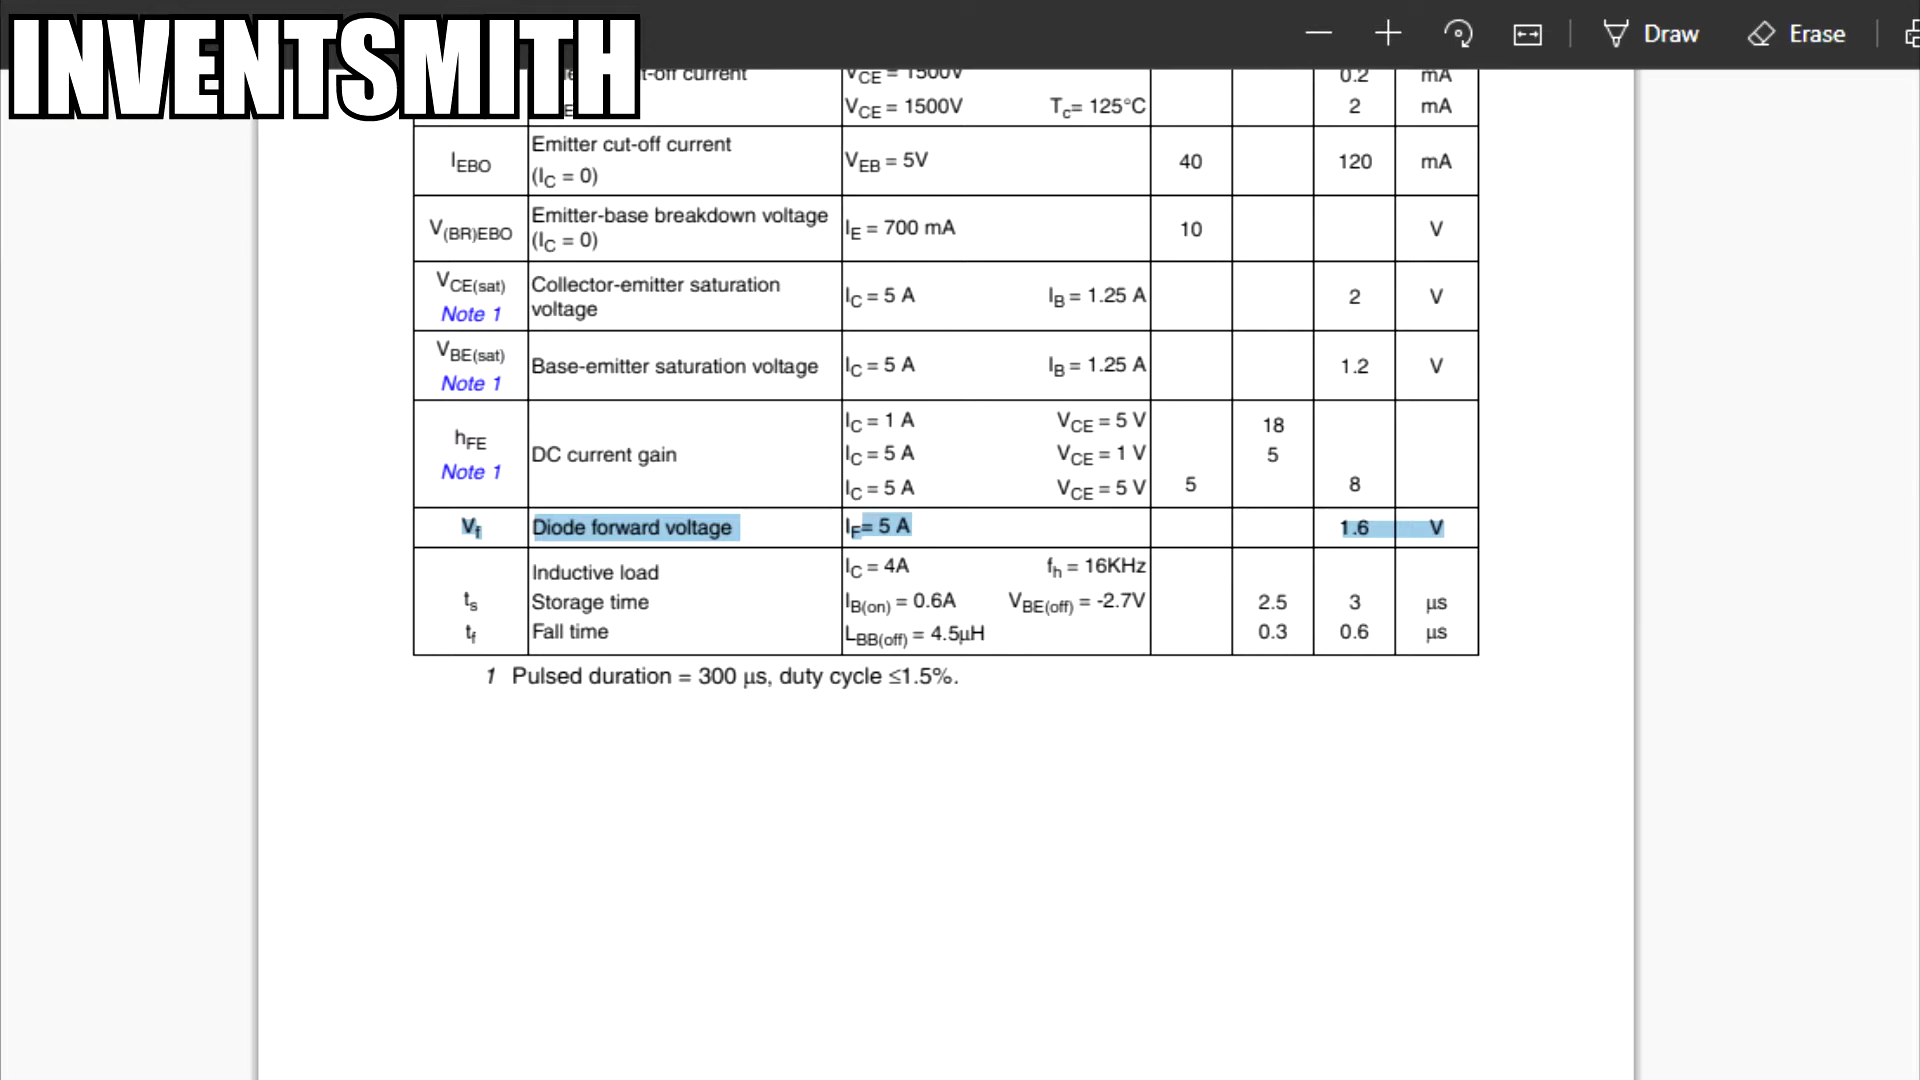 INVENTSMITH
Draw
Erase
t-off current VCE = 1500V 0.2 mA
VCE = 1500V Tc= 125°C 2 mA
IEBO Emitter cut-off current (IC = 0) VEB = 5V 40 120 mA
V(BR)EBO Emitter-base breakdown voltage (IC = 0) IE = 700 mA 10 V
VCE(sat) Note 1 Collector-emitter saturation voltage IC = 5 A IB = 1.25 A 2 V
VBE(sat) Note 1 Base-emitter saturation voltage IC = 5 A IB = 1.25 A 1.2 V
hFE Note 1 DC current gain IC = 1 A VCE = 5 V 18
IC = 5 A VCE = 1 V 5
IC = 5 A VCE = 5 V 5 8
Vf Diode forward voltage IF= 5 A 1.6 V
Inductive load IC = 4A fh = 16KHz
ts Storage time IB(on) = 0.6A VBE(off) = -2.7V 2.5 3 µs
tf Fall time LBB(off) = 4.5µH 0.3 0.6 µs
1 Pulsed duration = 300 µs, duty cycle ≤1.5%.